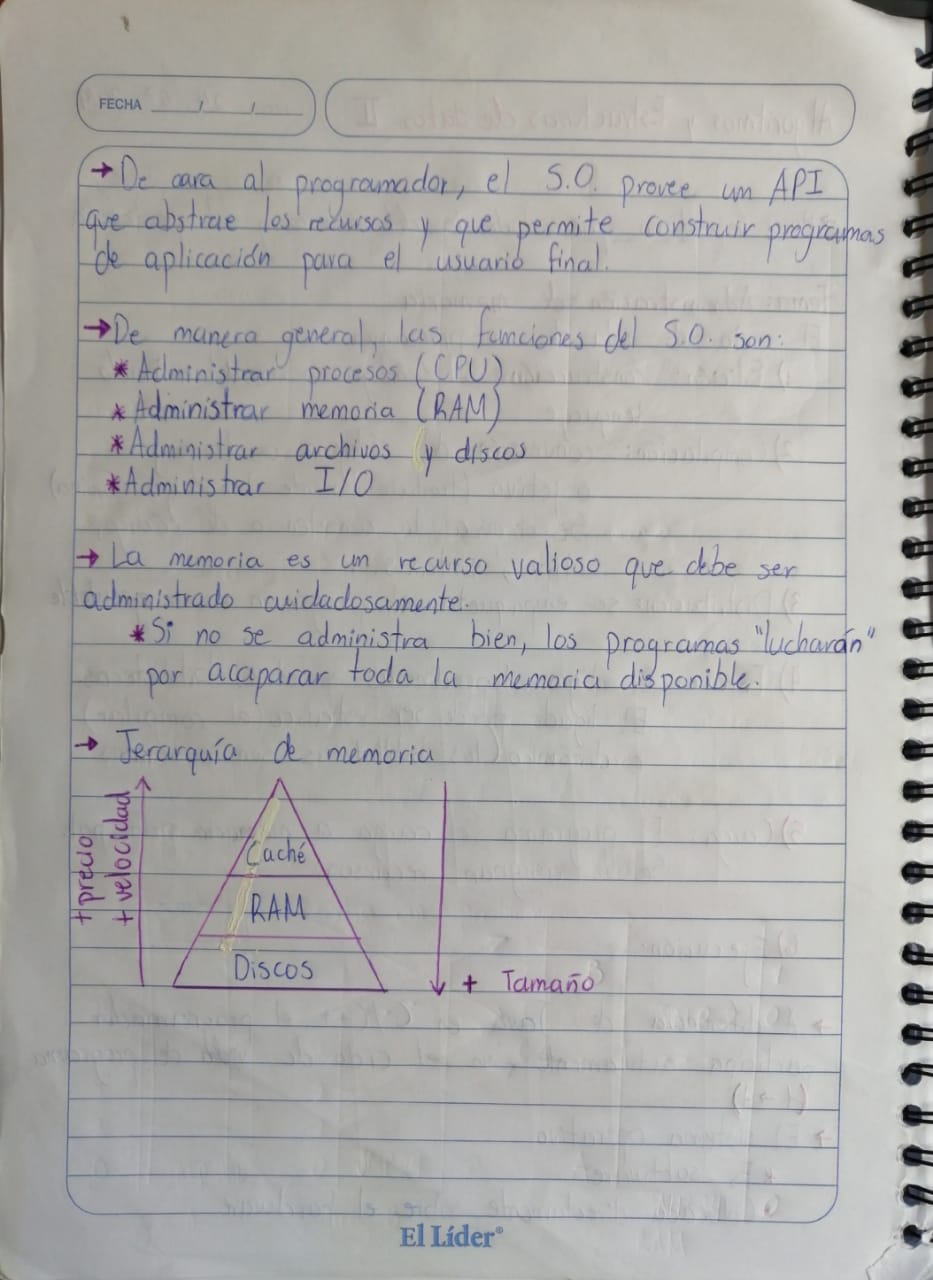 FECHA ___/___/___
→ De cara al programador, el S.O. provee un API
que abstrae los recursos y que permite construir programas
de aplicación para el usuario final.
→ De manera general, las funciones del S.O. son:
* Administrar procesos (CPU)
* Administrar memoria (RAM)
* Administrar archivos y discos
* Administrar I/O
→ La memoria es un recurso valioso que debe ser
administrado cuidadosamente.
* Si no se administra bien, los programas "lucharán"
por acaparar toda la memoria disponible.
→ Jerarquía de memoria
+ precio
+ velocidad
Caché
RAM
Discos
+ Tamaño
El Líder®